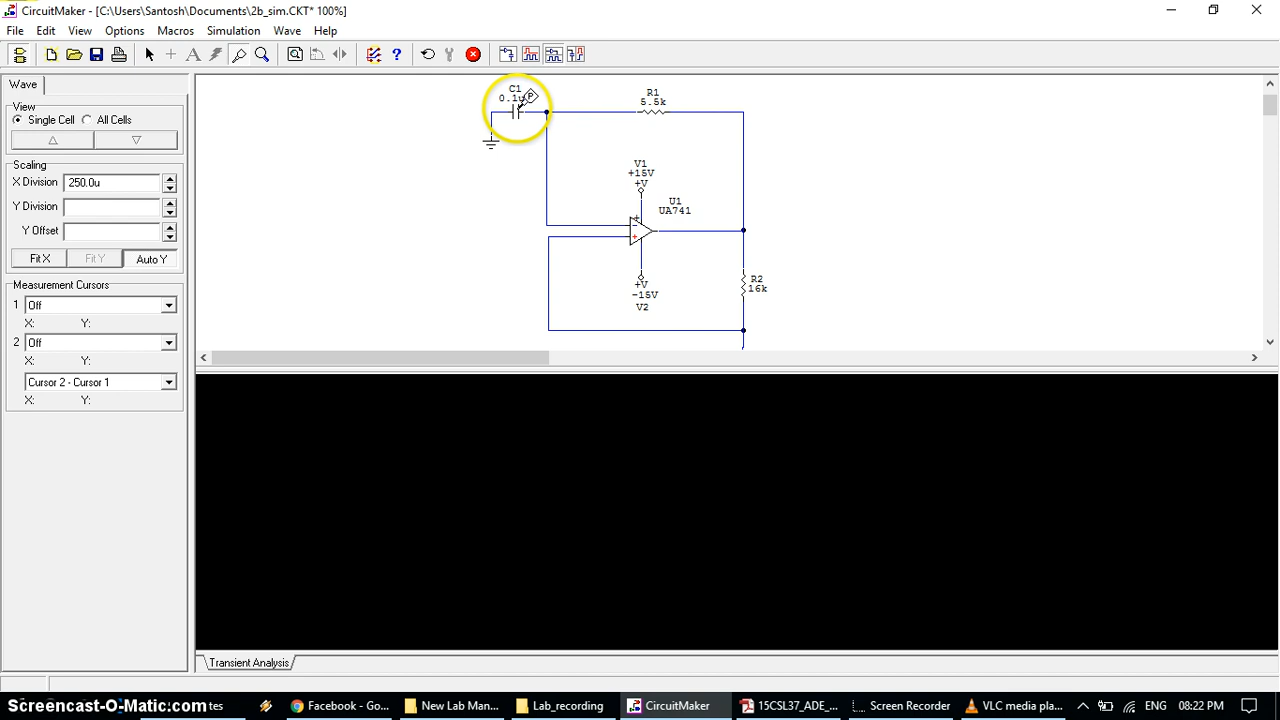 CircuitMaker - [C:\Users\Santosh\Documents\2b_sim.CKT* 100%]
File Edit View Options Macros Simulation Wave Help
Wave
View
Single Cell All Cells
Scaling
X Division 250.0u
Y Division
Y Offset
Fit X Fit Y Auto Y
Measurement Cursors
1 Off
X: Y:
2 Off
X: Y:
Cursor 2 - Cursor 1
X: Y:
C1
0.1u
P
R1
5.5k
V1
+15V
+V
U1
UA741
+V
-15V
V2
R2
16k
Transient Analysis
Screencast-O-Matic.com
tes
Facebook - Go...
New Lab Man...
Lab_recording
CircuitMaker
15CSL37_ADE_...
Screen Recorder
VLC media pla...
ENG
08:22 PM